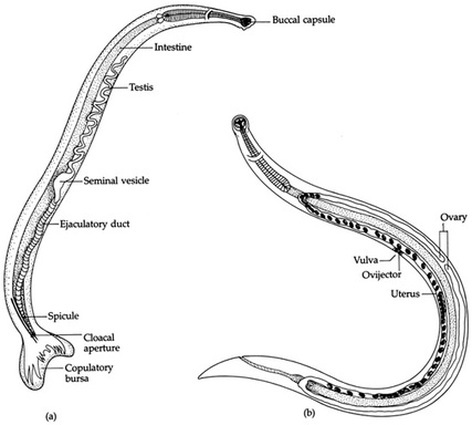 Buccal capsule
Intestine
Testis
Seminal vesicle
Ejaculatory duct
Spicule
Cloacal
aperture
Copulatory
bursa
(a)
Ovary
Vulva
Ovijector
Uterus
(b)